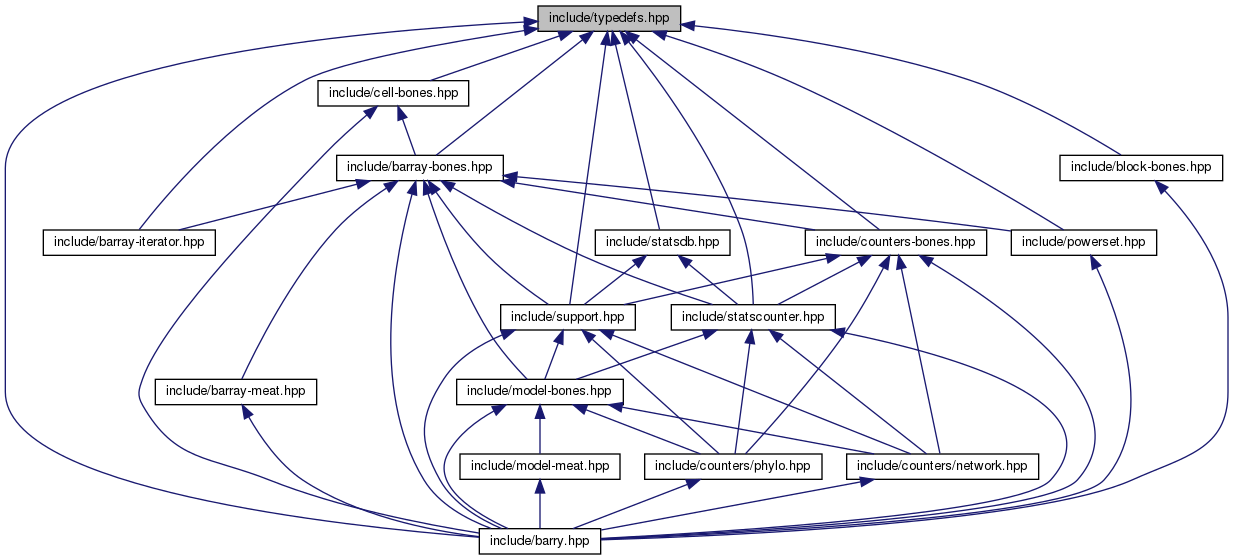 include/typedefs.hpp
include/cell-bones.hpp
include/barray-bones.hpp
include/block-bones.hpp
include/barray-iterator.hpp
include/statsdb.hpp
include/counters-bones.hpp
include/powerset.hpp
include/support.hpp
include/statscounter.hpp
include/barray-meat.hpp
include/model-bones.hpp
include/model-meat.hpp
include/counters/phylo.hpp
include/counters/network.hpp
include/barry.hpp